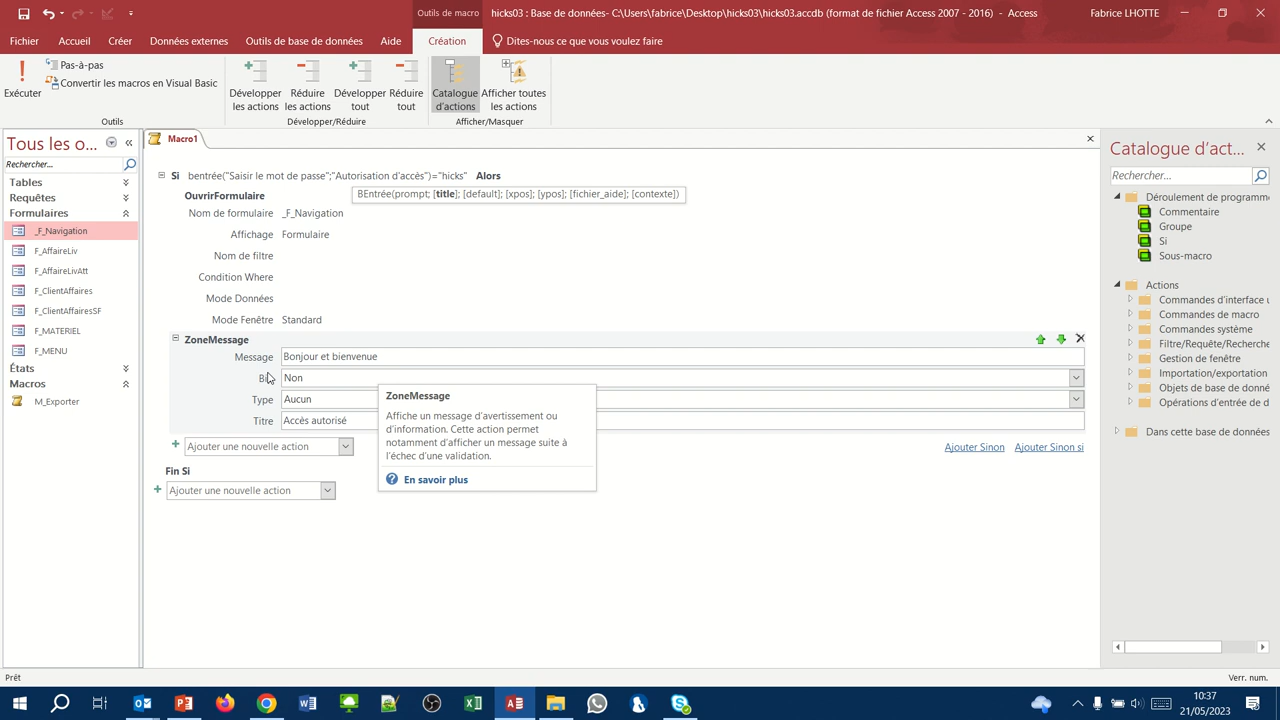 Outils de macro
hicks03 : Base de données- C:\Users\fabrice\Desktop\hicks03\hicks03.accdb (format de fichier Access 2007 - 2016) - Access
Fabrice LHOTTE
Fichier
Accueil
Créer
Données externes
Outils de base de données
Aide
Création
Dites-nous ce que vous voulez faire
Exécuter
Pas-à-pas
Convertir les macros en Visual Basic
Développer les actions
Réduire les actions
Développer tout
Réduire tout
Catalogue d'actions
Afficher toutes les actions
Outils
Développer/Réduire
Afficher/Masquer
Tous les o...
Rechercher...
Tables
Requêtes
Formulaires
_F_Navigation
F_AffaireLiv
F_AffaireLivAtt
F_ClientAffaires
F_ClientAffairesSF
F_MATERIEL
F_MENU
États
Macros
M_Exporter
Macro1
Si bentrée("Saisir le mot de passe";"Autorisation d'accès")="hicks" Alors
BEntrée(prompt; [title]; [default]; [xpos]; [ypos]; [fichier_aide]; [contexte])
OuvrirFormulaire
Nom de formulaire _F_Navigation
Affichage Formulaire
Nom de filtre
Condition Where
Mode Données
Mode Fenêtre Standard
ZoneMessage
Message Bonjour et bienvenue
Non
Type Aucun
Titre Accès autorisé
ZoneMessage
Affiche un message d'avertissement ou
d'information. Cette action permet
notamment d'afficher un message suite à
l'échec d'une validation.
En savoir plus
Ajouter une nouvelle action
Ajouter Sinon Ajouter Sinon si
Fin Si
Ajouter une nouvelle action
Catalogue d'act...
Rechercher...
Déroulement de programme
Commentaire
Groupe
Si
Sous-macro
Actions
Commandes d'interface u
Commandes de macro
Commandes système
Filtre/Requête/Recherche
Gestion de fenêtre
Importation/exportation
Objets de base de donné
Opérations d'entrée de d
Dans cette base de données
Prêt
Verr. num.
10:37
21/05/2023